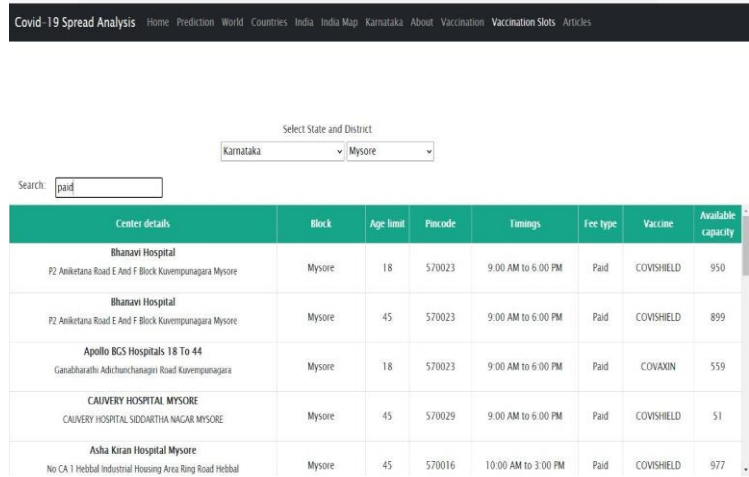 Covid-19 Spread Analysis Home Prediction World Countries India India Map Karnataka About Vaccination Vaccination Slots Articles
Select State and District
Karnataka Mysore
Search: paid
Center details Block Age limit Pincode Timings Fee type Vaccine Available capacity
Bhanavi Hospital
P2 Aniketana Road E And F Block Kuvempunagara Mysore Mysore 18 570023 9:00 AM to 6:00 PM Paid COVISHIELD 950
Bhanavi Hospital
P2 Aniketana Road E And F Block Kuvempunagara Mysore Mysore 45 570023 9:00 AM to 6:00 PM Paid COVISHIELD 899
Apollo BGS Hospitals 18 To 44
Ganabharathi Adichunchanagiri Road Kuvempunagara Mysore 18 570023 9:00 AM to 6:00 PM Paid COVAXIN 559
CAUVERY HOSPITAL MYSORE
CAUVERY HOSPITAL SIDDARTHA NAGAR MYSORE Mysore 45 570029 9:00 AM to 6:00 PM Paid COVISHIELD 51
Asha Kiran Hospital Mysore
No CA 1 Hebbal Industrial Housing Area Ring Road Hebbal Mysore 45 570016 10:00 AM to 3:00 PM Paid COVISHIELD 977